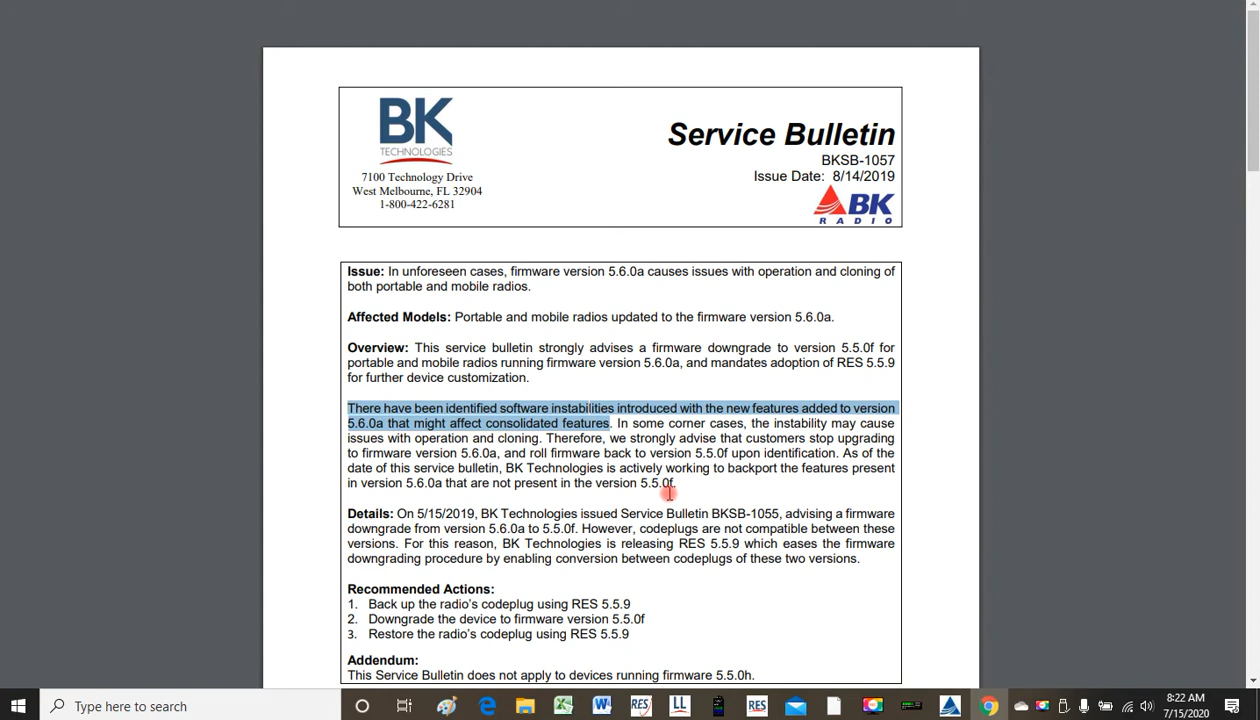 BK
TECHNOLOGIES
7100 Technology Drive
West Melbourne, FL 32904
1-800-422-6281
Service Bulletin
BKSB-1057
Issue Date: 8/14/2019
BK
RADIO
Issue: In unforeseen cases, firmware version 5.6.0a causes issues with operation and cloning of
both portable and mobile radios.
Affected Models: Portable and mobile radios updated to the firmware version 5.6.0a.
Overview: This service bulletin strongly advises a firmware downgrade to version 5.5.0f for
portable and mobile radios running firmware version 5.6.0a, and mandates adoption of RES 5.5.9
for further device customization.
There have been identified software instabilities introduced with the new features added to version
5.6.0a that might affect consolidated features. In some corner cases, the instability may cause
issues with operation and cloning. Therefore, we strongly advise that customers stop upgrading
to firmware version 5.6.0a, and roll firmware back to version 5.5.0f upon identification. As of the
date of this service bulletin, BK Technologies is actively working to backport the features present
in version 5.6.0a that are not present in the version 5.5.0f.
Details: On 5/15/2019, BK Technologies issued Service Bulletin BKSB-1055, advising a firmware
downgrade from version 5.6.0a to 5.5.0f. However, codeplugs are not compatible between these
versions. For this reason, BK Technologies is releasing RES 5.5.9 which eases the firmware
downgrading procedure by enabling conversion between codeplugs of these two versions.
Recommended Actions:
1. Back up the radio's codeplug using RES 5.5.9
2. Downgrade the device to firmware version 5.5.0f
3. Restore the radio's codeplug using RES 5.5.9
Addendum:
This Service Bulletin does not apply to devices running firmware 5.5.0h.
Type here to search
RES
LL
RES
8:22 AM
7/15/2020